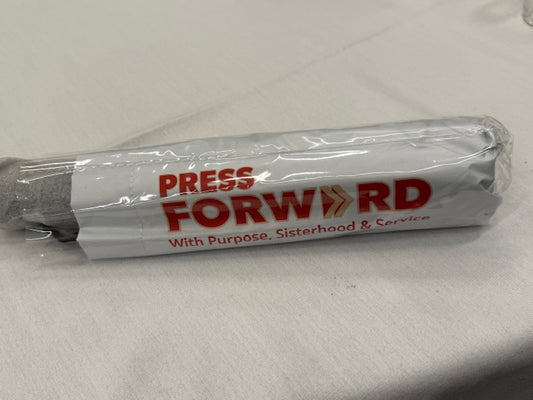 PRESS
FORWARD
With Purpose, Sisterhood & Service